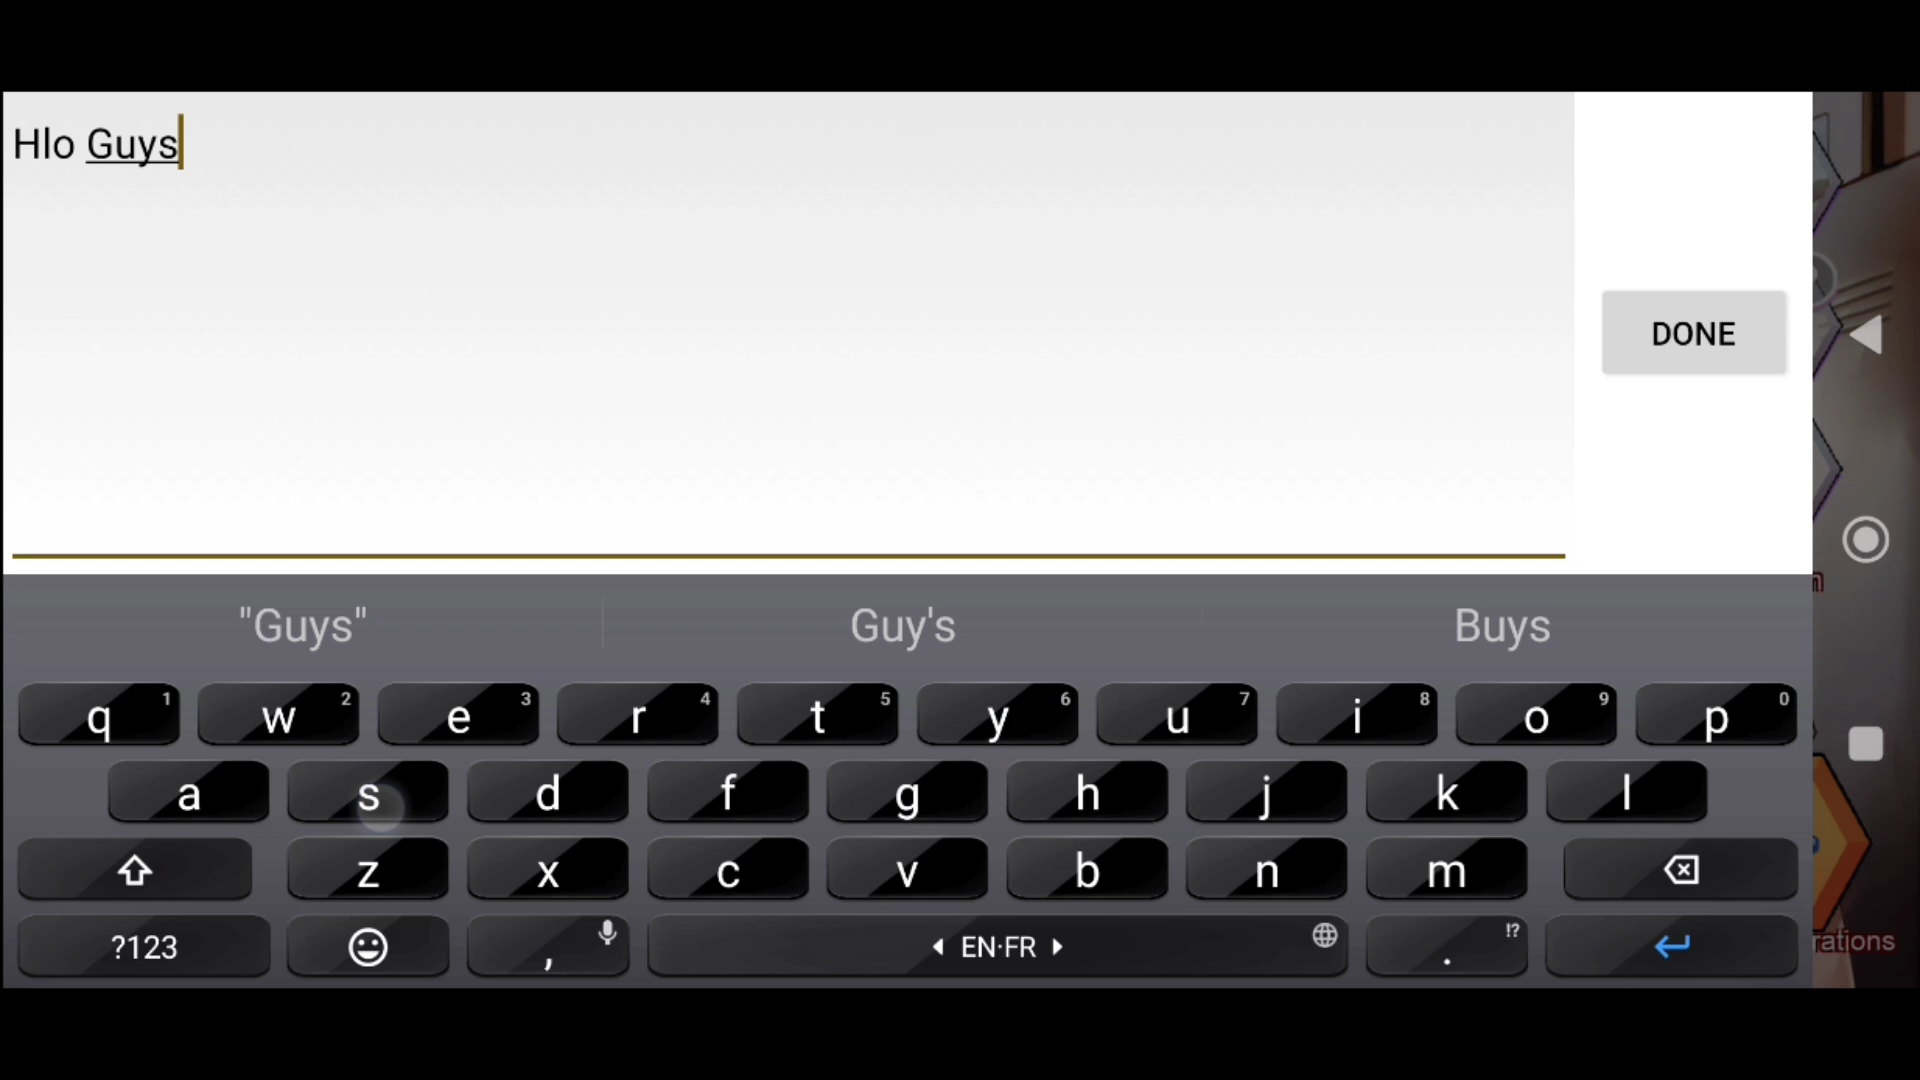 Hlo Guys
DONE
"Guys" Guy's Buys
q 1 w 2 e 3 r 4 t 5 y 6 u 7 i 8 o 9 p 0
a s d f g h j k l
z x c v b n m
?123 , EN·FR . !?
rations